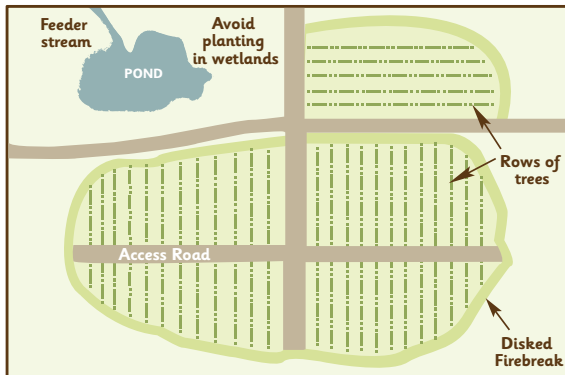 Feeder
stream
Avoid
planting
in wetlands
POND
Rows of
trees
Access Road
Disked
Firebreak